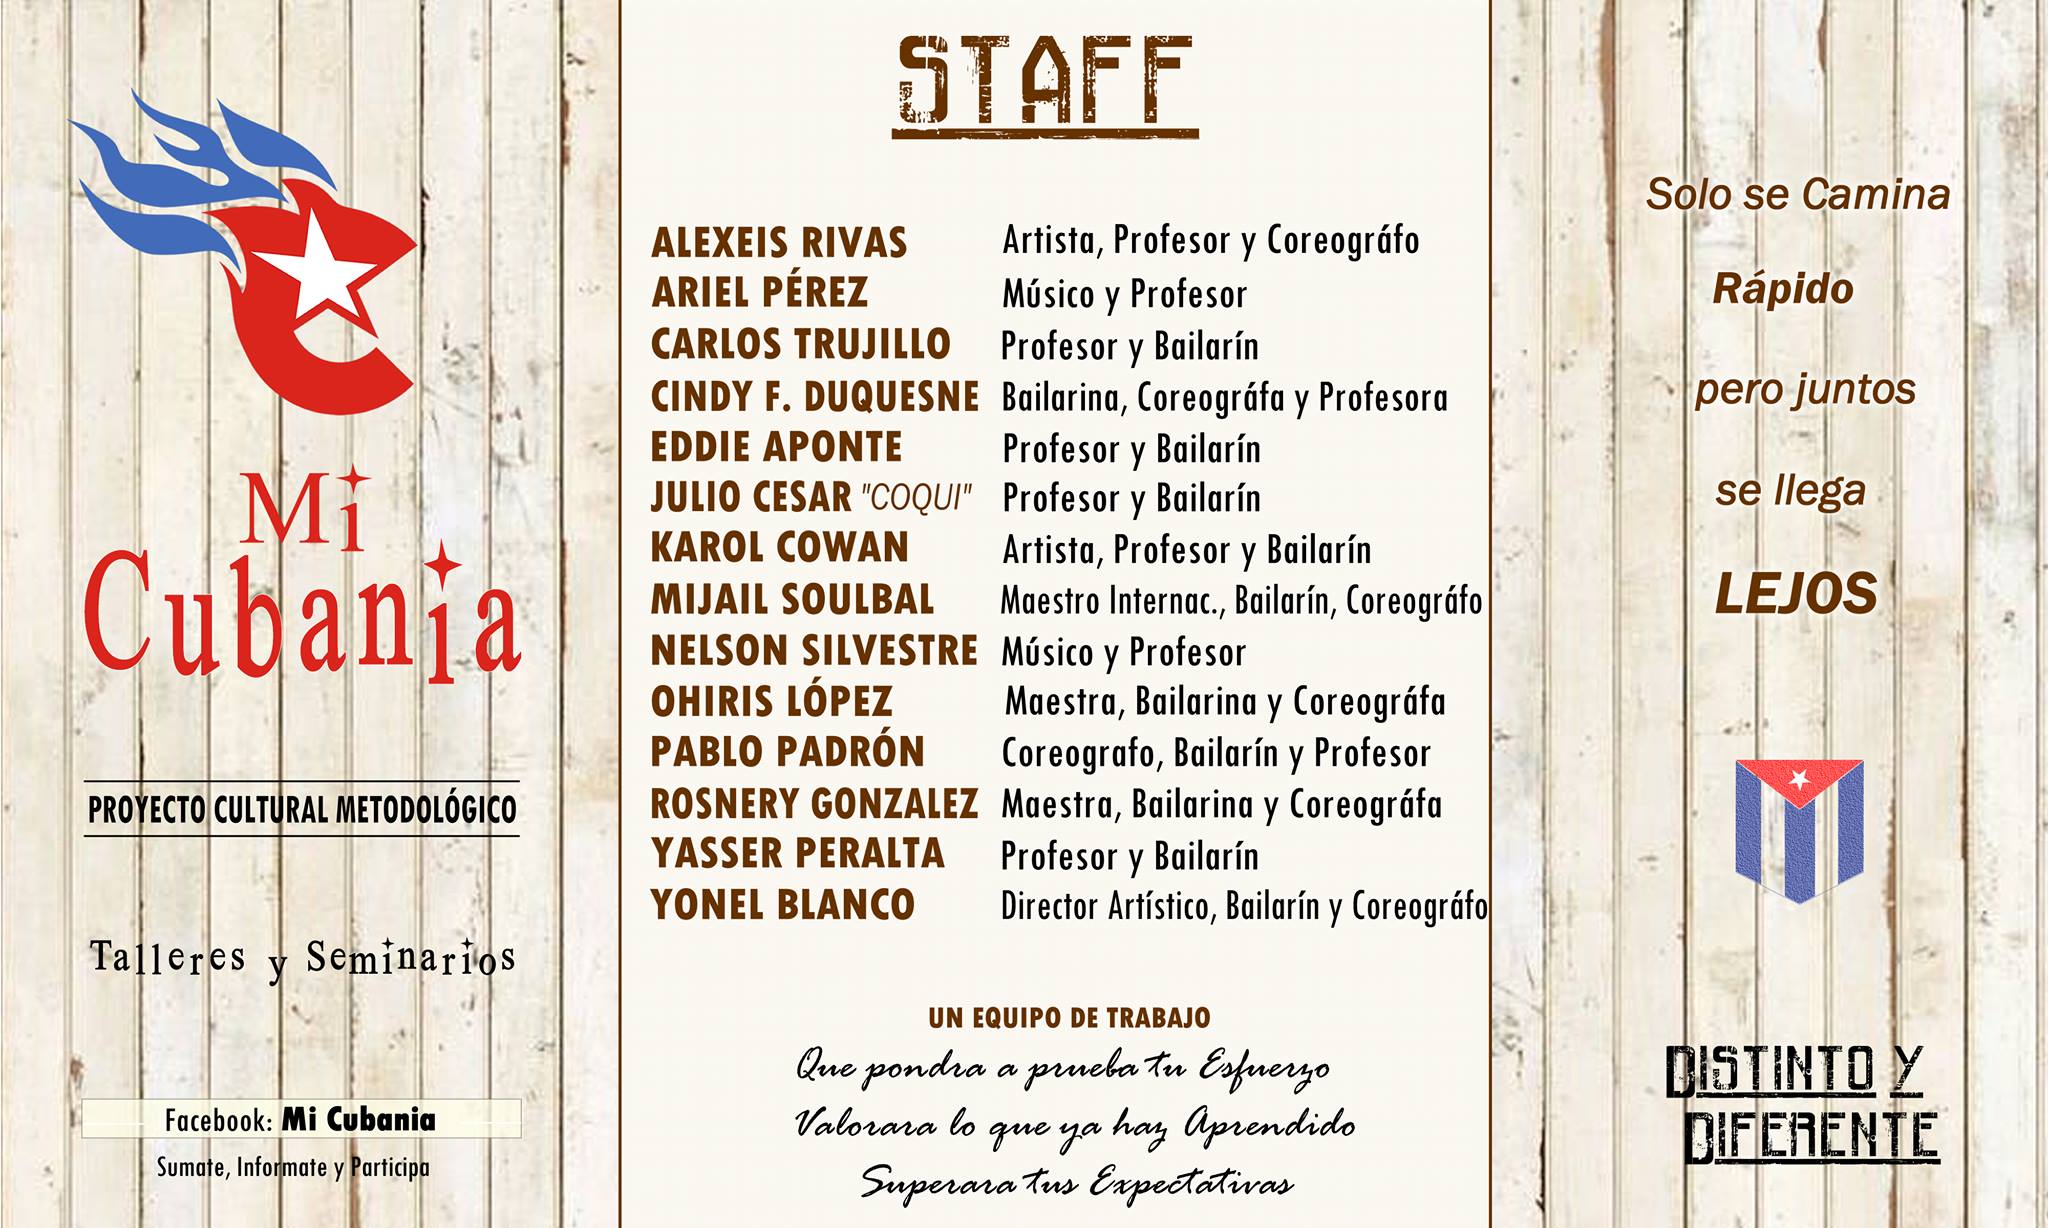 Mi
Cubania
PROYECTO CULTURAL METODOLÓGICO
Talleres y Seminarios
Facebook: Mi Cubania
Sumate, Informate y Participa
STAFF
ALEXEIS RIVAS Artista, Profesor y Coreográfo
ARIEL PÉREZ Músico y Profesor
CARLOS TRUJILLO Profesor y Bailarín
CINDY F. DUQUESNE Bailarina, Coreográfa y Profesora
EDDIE APONTE Profesor y Bailarín
JULIO CESAR "COQUI" Profesor y Bailarín
KAROL COWAN Artista, Profesor y Bailarín
MIJAIL SOULBAL Maestro Internac., Bailarín, Coreográfo
NELSON SILVESTRE Músico y Profesor
OHIRIS LÓPEZ Maestra, Bailarina y Coreográfa
PABLO PADRÓN Coreografo, Bailarín y Profesor
ROSNERY GONZALEZ Maestra, Bailarina y Coreográfa
YASSER PERALTA Profesor y Bailarín
YONEL BLANCO Director Artístico, Bailarín y Coreográfo
UN EQUIPO DE TRABAJO
Que pondra a prueba tu Esfuerzo
Valorara lo que ya hay Aprendido
Superara tus Expectativas
Solo se Camina
Rápido
pero juntos
se llega
LEJOS
DISTINTO Y
DIFERENTE